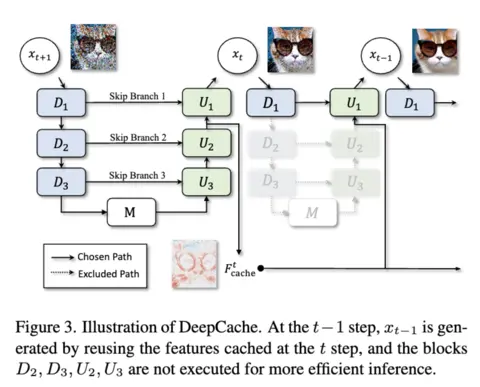 x_{t+1}
x_t
x_{t−1}
D_1
Skip Branch 1
U_1
D_1
U_1
D_1
D_2
Skip Branch 2
U_2
D_2
U_2
D_3
Skip Branch 3
U_3
D_3
U_3
M
M
Chosen Path
Excluded Path
F^t_{cache}
Figure 3. Illustration of DeepCache. At the t−1 step, x_{t−1} is gen-
erated by reusing the features cached at the t step, and the blocks
D_2, D_3, U_2, U_3 are not executed for more efficient inference.